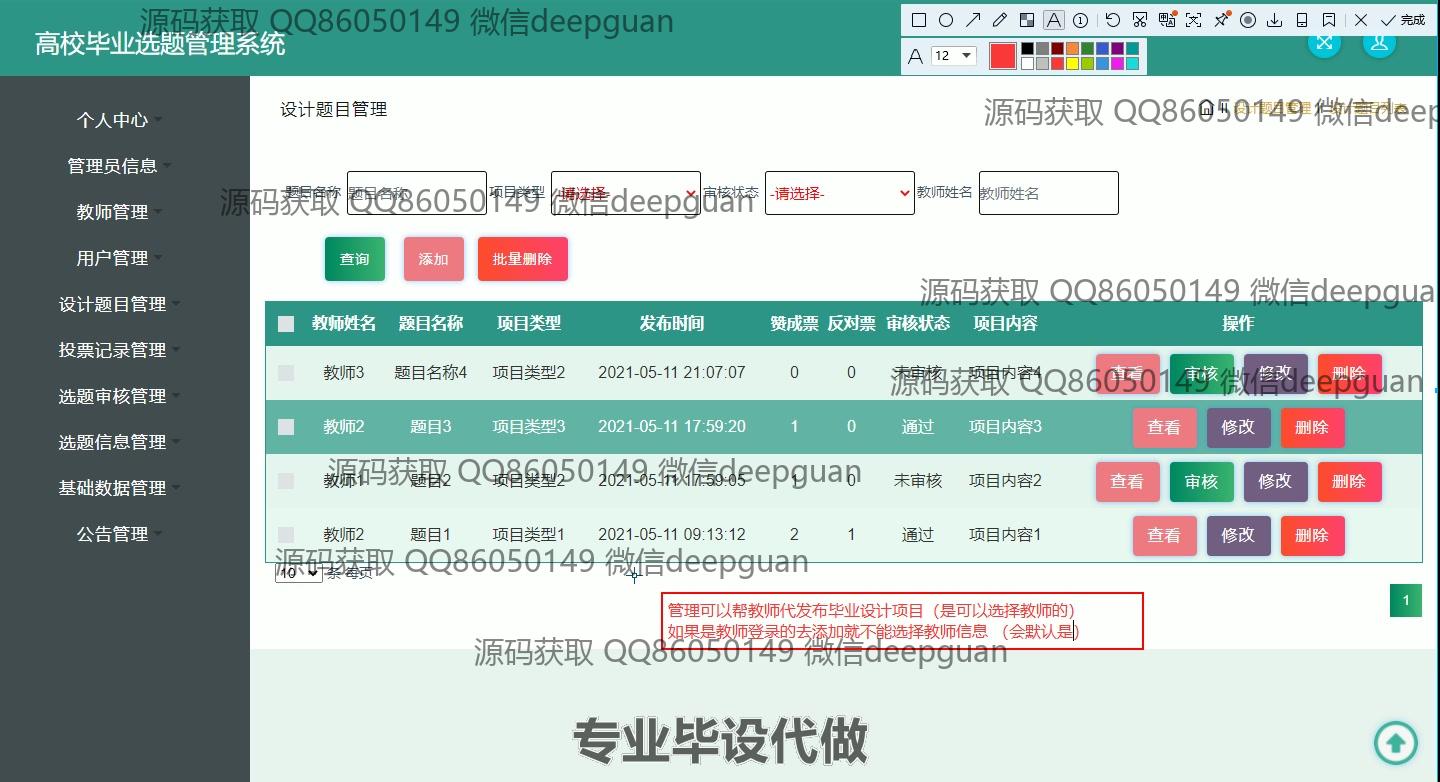 源码获取 QQ86050149 微信deepguan
高校毕业选题管理系统
完成
A 12
个人中心
管理员信息
教师管理
用户管理
设计题目管理
投票记录管理
选题审核管理
选题信息管理
基础数据管理
公告管理
设计题目管理
设计题目管理
源码获取 QQ86050149 微信deep
题目名称 题目名称 项目类型 -请选择- 审核状态 -请选择- 教师姓名 教师姓名
源码获取 QQ86050149 微信deepguan
查询 添加 批量删除
源码获取 QQ86050149 微信deepgua
教师姓名 题目名称 项目类型 发布时间 赞成票 反对票 审核状态 项目内容 操作
教师3 题目名称4 项目类型2 2021-05-11 21:07:07 0 0 未审核 项目内容4 查看 审核 修改 删除
源码获取 QQ86050149 微信deepguan
教师2 题目3 项目类型3 2021-05-11 17:59:20 1 0 通过 项目内容3 查看 修改 删除
源码获取 QQ86050149 微信deepguan
教师1 题目2 项目类型2 2021-05-11 17:59:05 1 0 未审核 项目内容2 查看 审核 修改 删除
教师2 题目1 项目类型1 2021-05-11 09:13:12 2 1 通过 项目内容1 查看 修改 删除
源码获取 QQ86050149 微信deepguan
10 条 每页
1
管理可以帮教师代发布毕业设计项目（是可以选择教师的）
如果是教师登录的去添加就不能选择教师信息 （会默认是）
源码获取 QQ86050149 微信deepguan
专业毕设代做